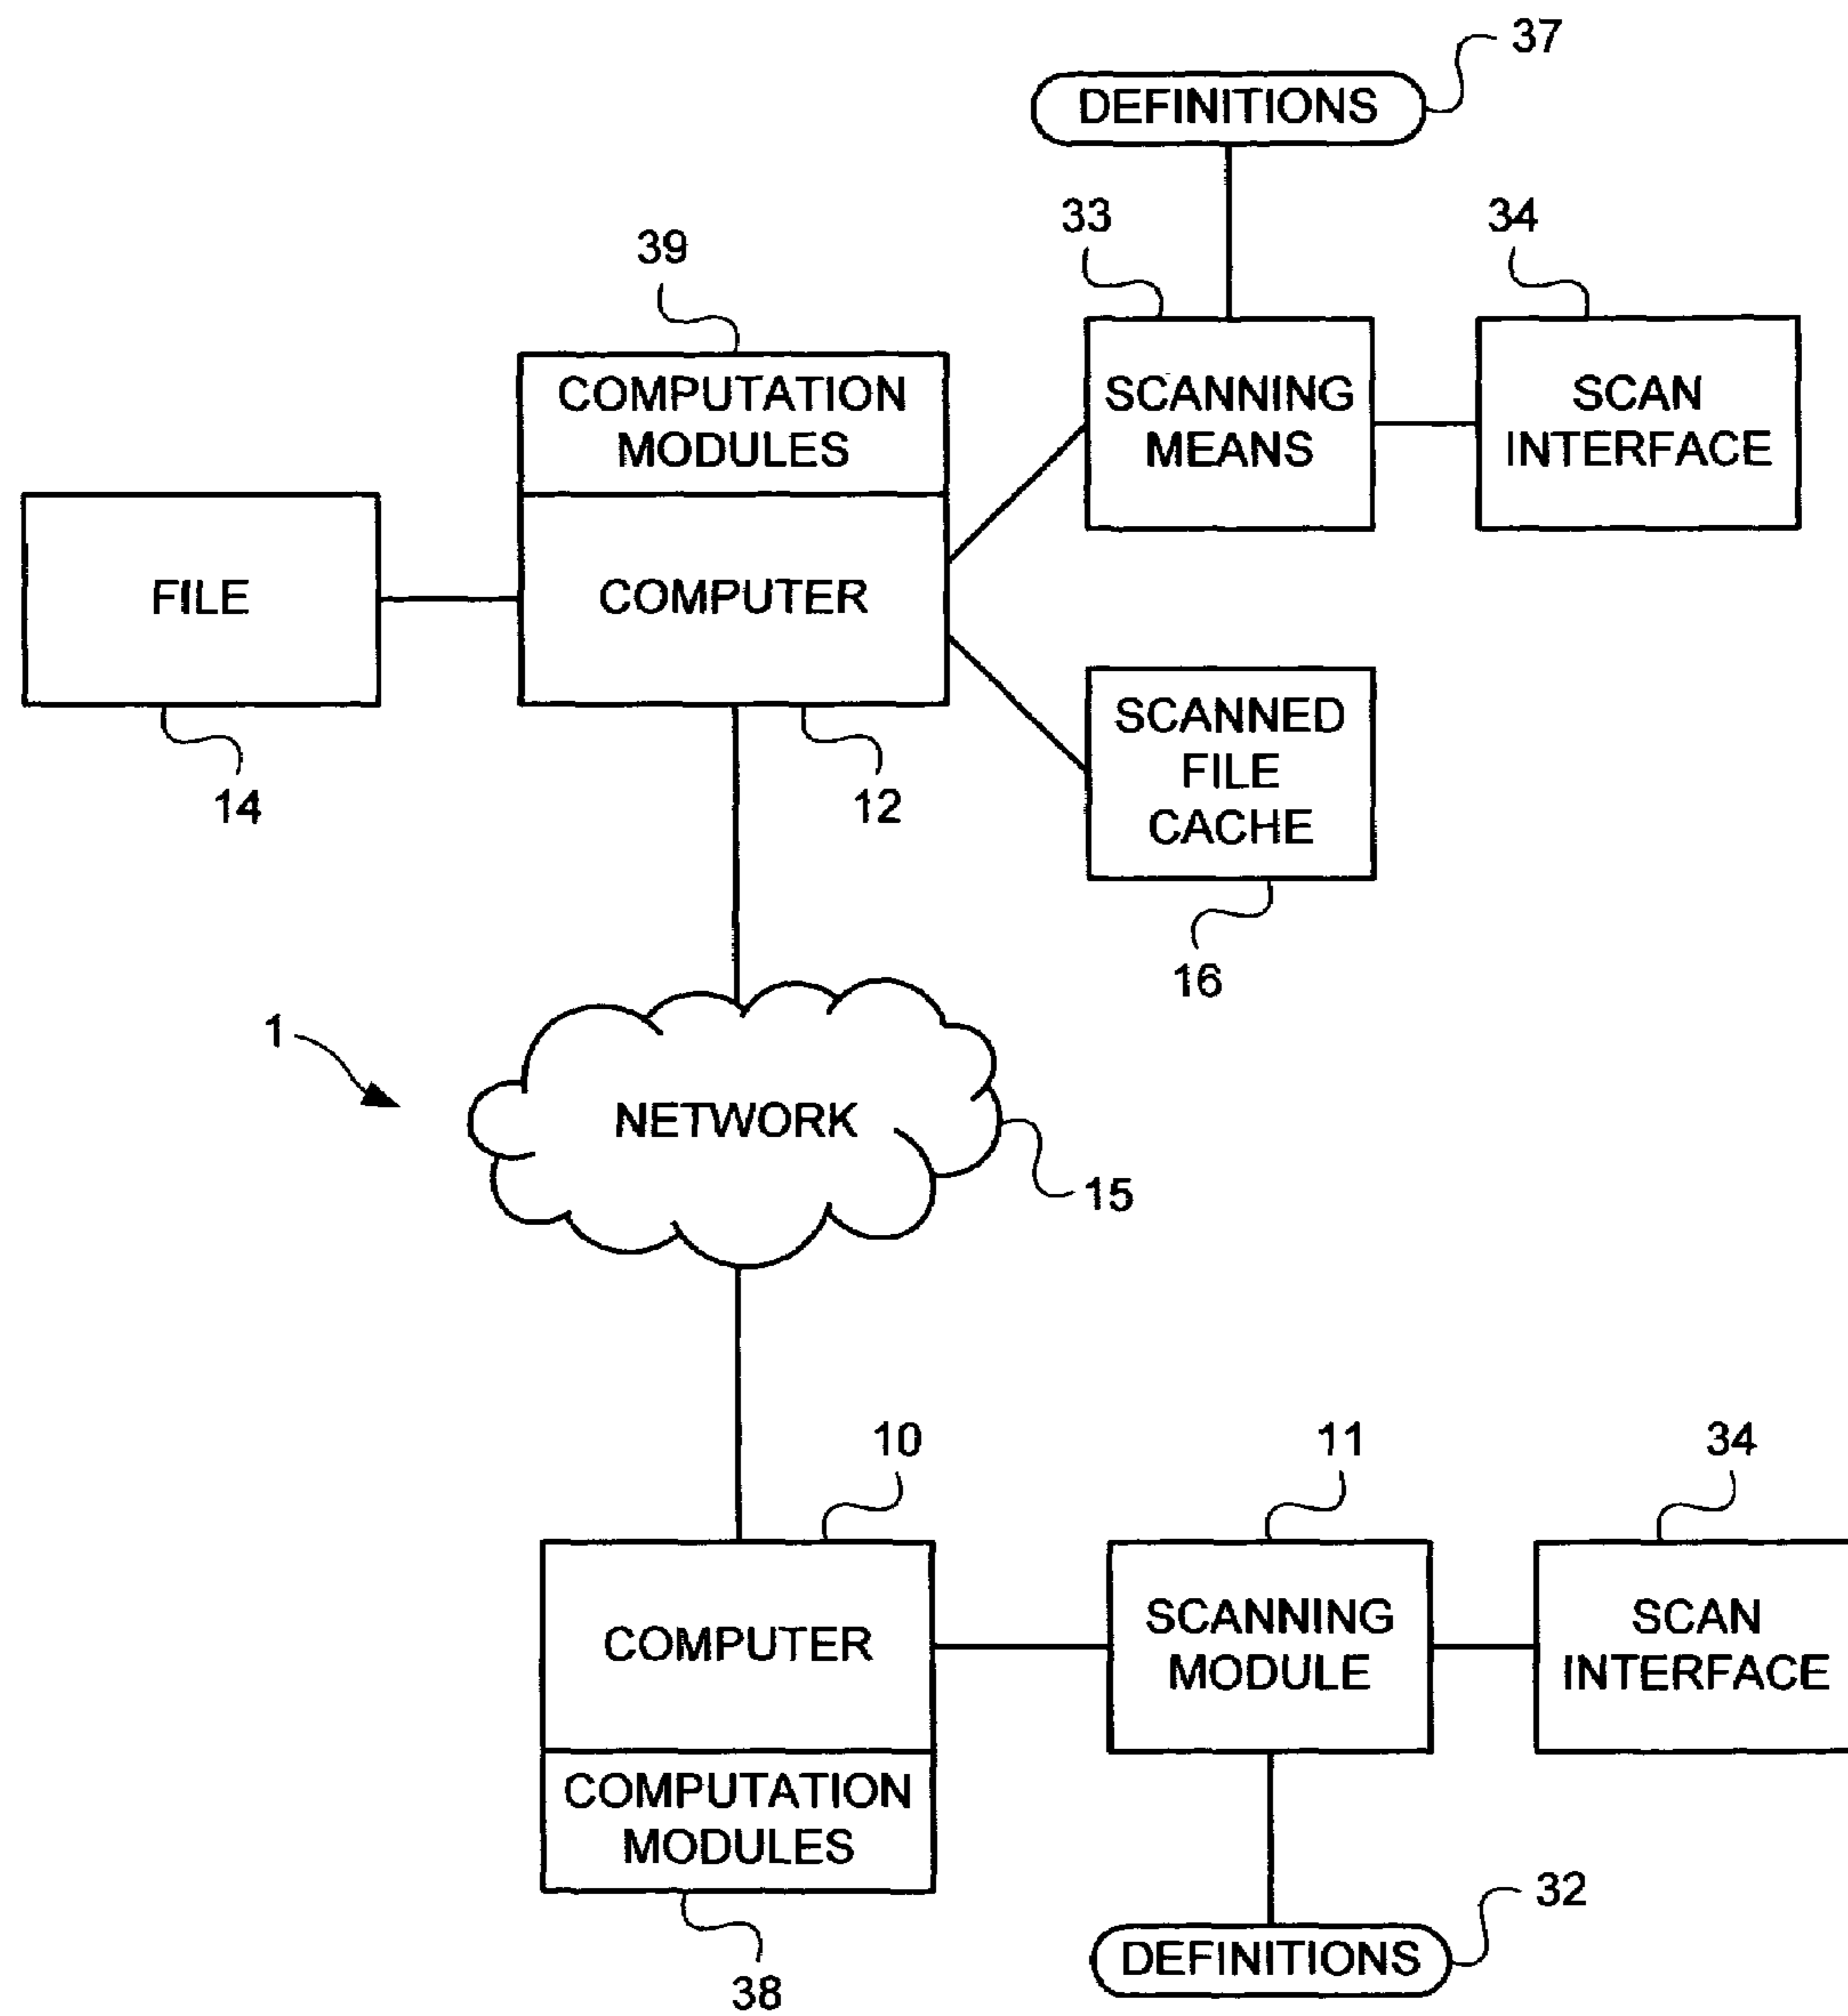 37
DEFINITIONS
33
34
39
COMPUTATION
MODULES
SCANNING
MEANS
SCAN
INTERFACE
FILE
COMPUTER
14
12
SCANNED
FILE
CACHE
16
1
NETWORK
15
10
11
34
COMPUTER
SCANNING
MODULE
SCAN
INTERFACE
COMPUTATION
MODULES
32
DEFINITIONS
38